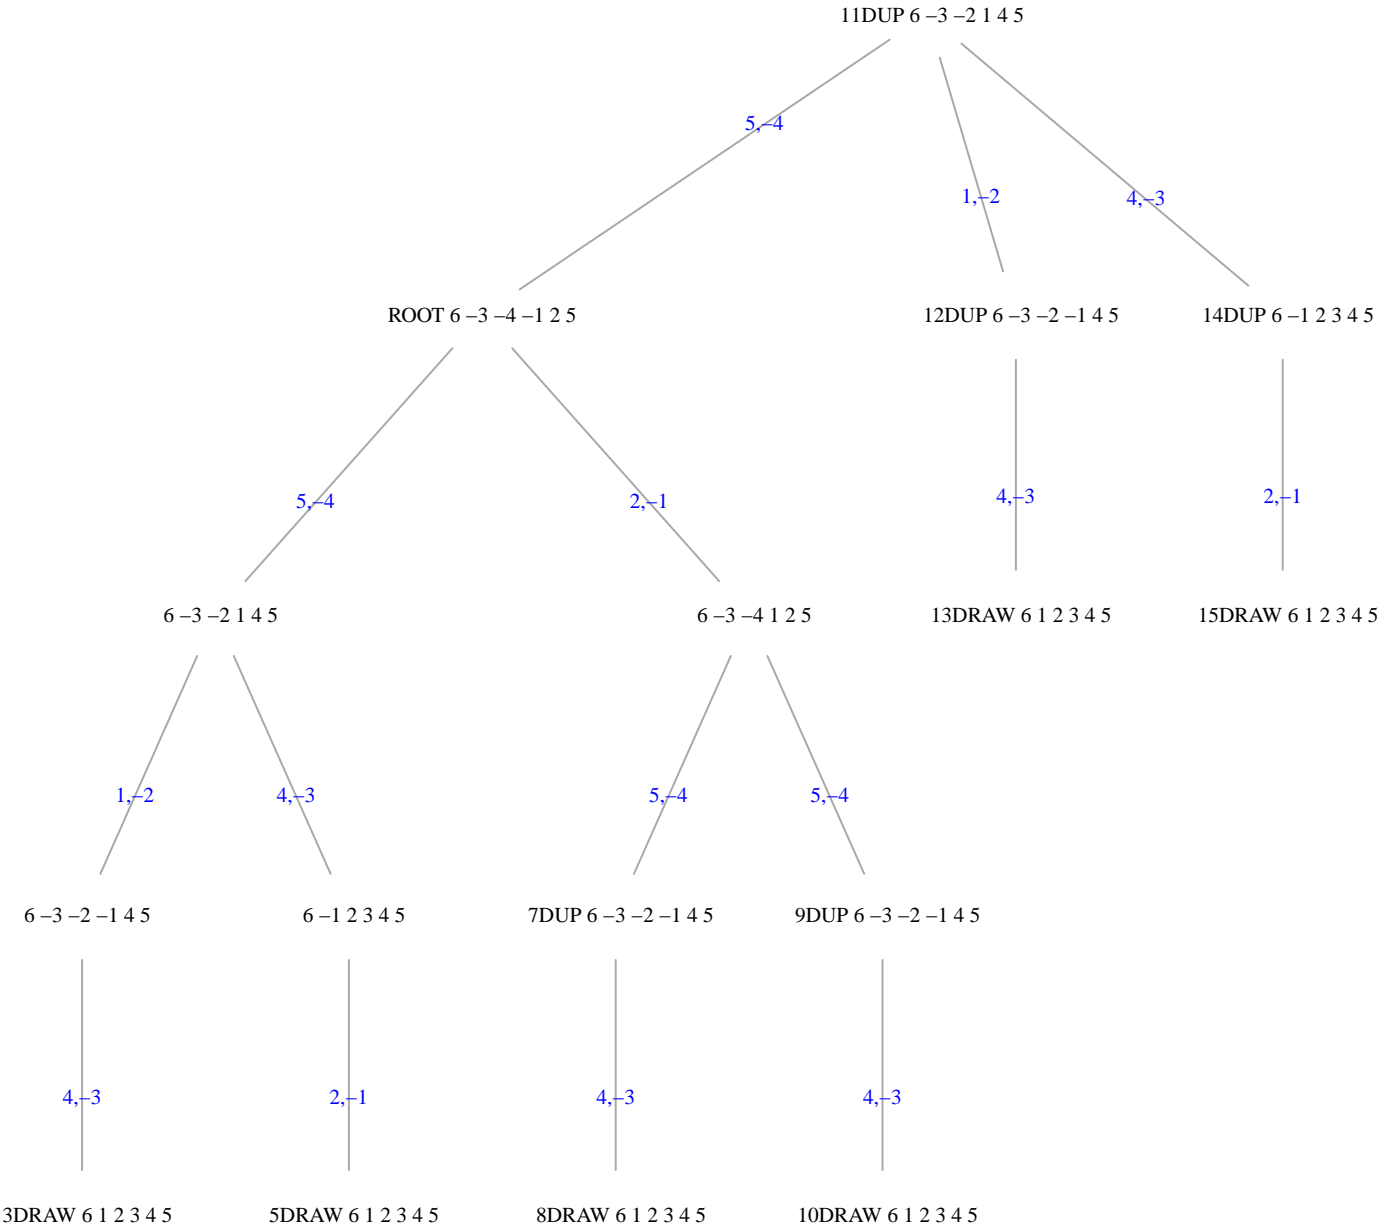 11DUP 6 –3 –2 1 4 5
5,–4
1,–2
4,–3
ROOT 6 –3 –4 –1 2 5
12DUP 6 –3 –2 –1 4 5
14DUP 6 –1 2 3 4 5
5,–4
2,–1
4,–3
2,–1
6 –3 –2 1 4 5
6 –3 –4 1 2 5
13DRAW 6 1 2 3 4 5
15DRAW 6 1 2 3 4 5
1,–2
4,–3
5,–4
5,–4
6 –3 –2 –1 4 5
6 –1 2 3 4 5
7DUP 6 –3 –2 –1 4 5
9DUP 6 –3 –2 –1 4 5
4,–3
2,–1
4,–3
4,–3
3DRAW 6 1 2 3 4 5
5DRAW 6 1 2 3 4 5
8DRAW 6 1 2 3 4 5
10DRAW 6 1 2 3 4 5